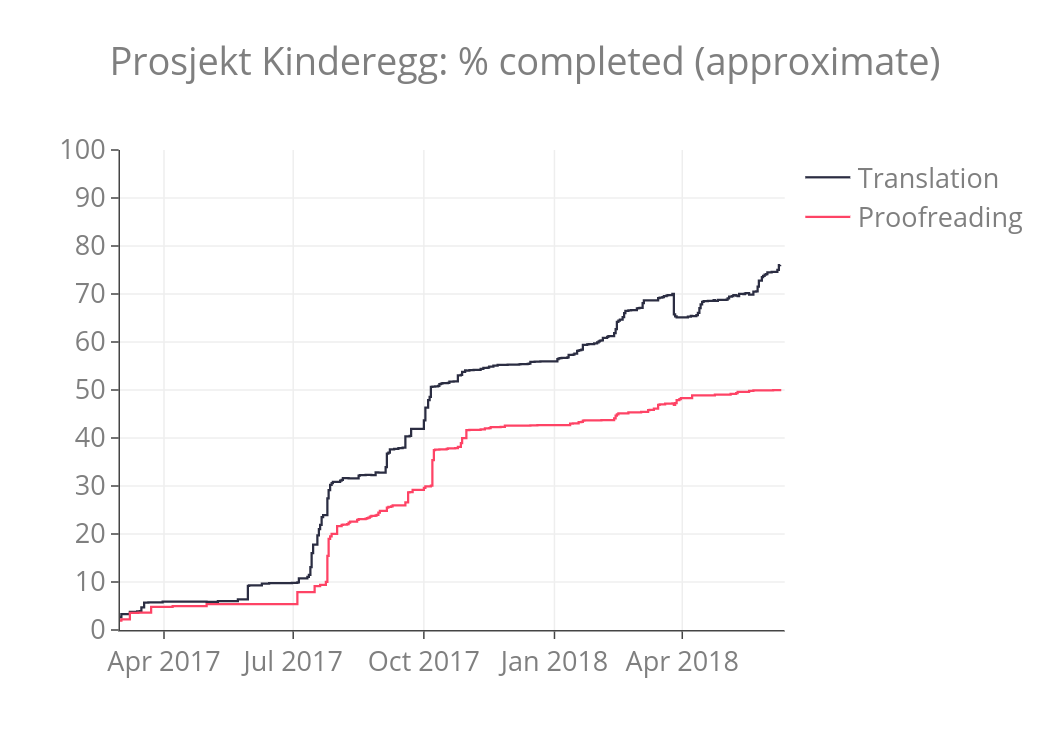 Prosjekt Kinderegg: % completed (approximate)
100
90
80
70
60
50
40
30
20
10
0
Apr 2017
Jul 2017
Oct 2017
Jan 2018
Apr 2018
Translation
Proofreading